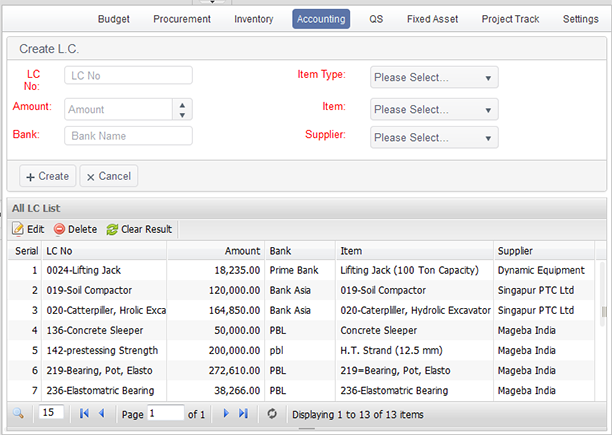 Budget Procurement Inventory Accounting QS Fixed Asset Project Track Settings
Create L.C.
LC No: LC No Item Type: Please Select...
Amount: Amount Item: Please Select...
Bank: Bank Name Supplier: Please Select...
Create Cancel
All LC List
Edit Delete Clear Result
Serial LC No Amount Bank Item Supplier
1 0024-Lifting Jack 18,235.00 Prime Bank Lifting Jack (100 Ton Capacity) Dynamic Equipment
2 019-Soil Compactor 120,000.00 Bank Asia 019-Soil Compactor Singapur PTC Ltd
3 020-Catterpiller, Hrolic Exca 164,850.00 Bank Asia 020-Caterpliller, Hydrolic Excavator Singapur PTC Ltd
4 136-Concrete Sleeper 50,000.00 PBL Concrete Sleeper Mageba India
5 142-prestessing Strength 200,000.00 pbl H.T. Strand (12.5 mm) Mageba India
6 219-Bearing, Pot, Elasto 272,610.00 PBL 219=Bearing, Pot, Elasto Mageba India
7 236-Elastomatric Bearing 38,266.00 PBL 236-Elastomatric Bearing Mageba India
15 Page 1 of 1 Displaying 1 to 13 of 13 items